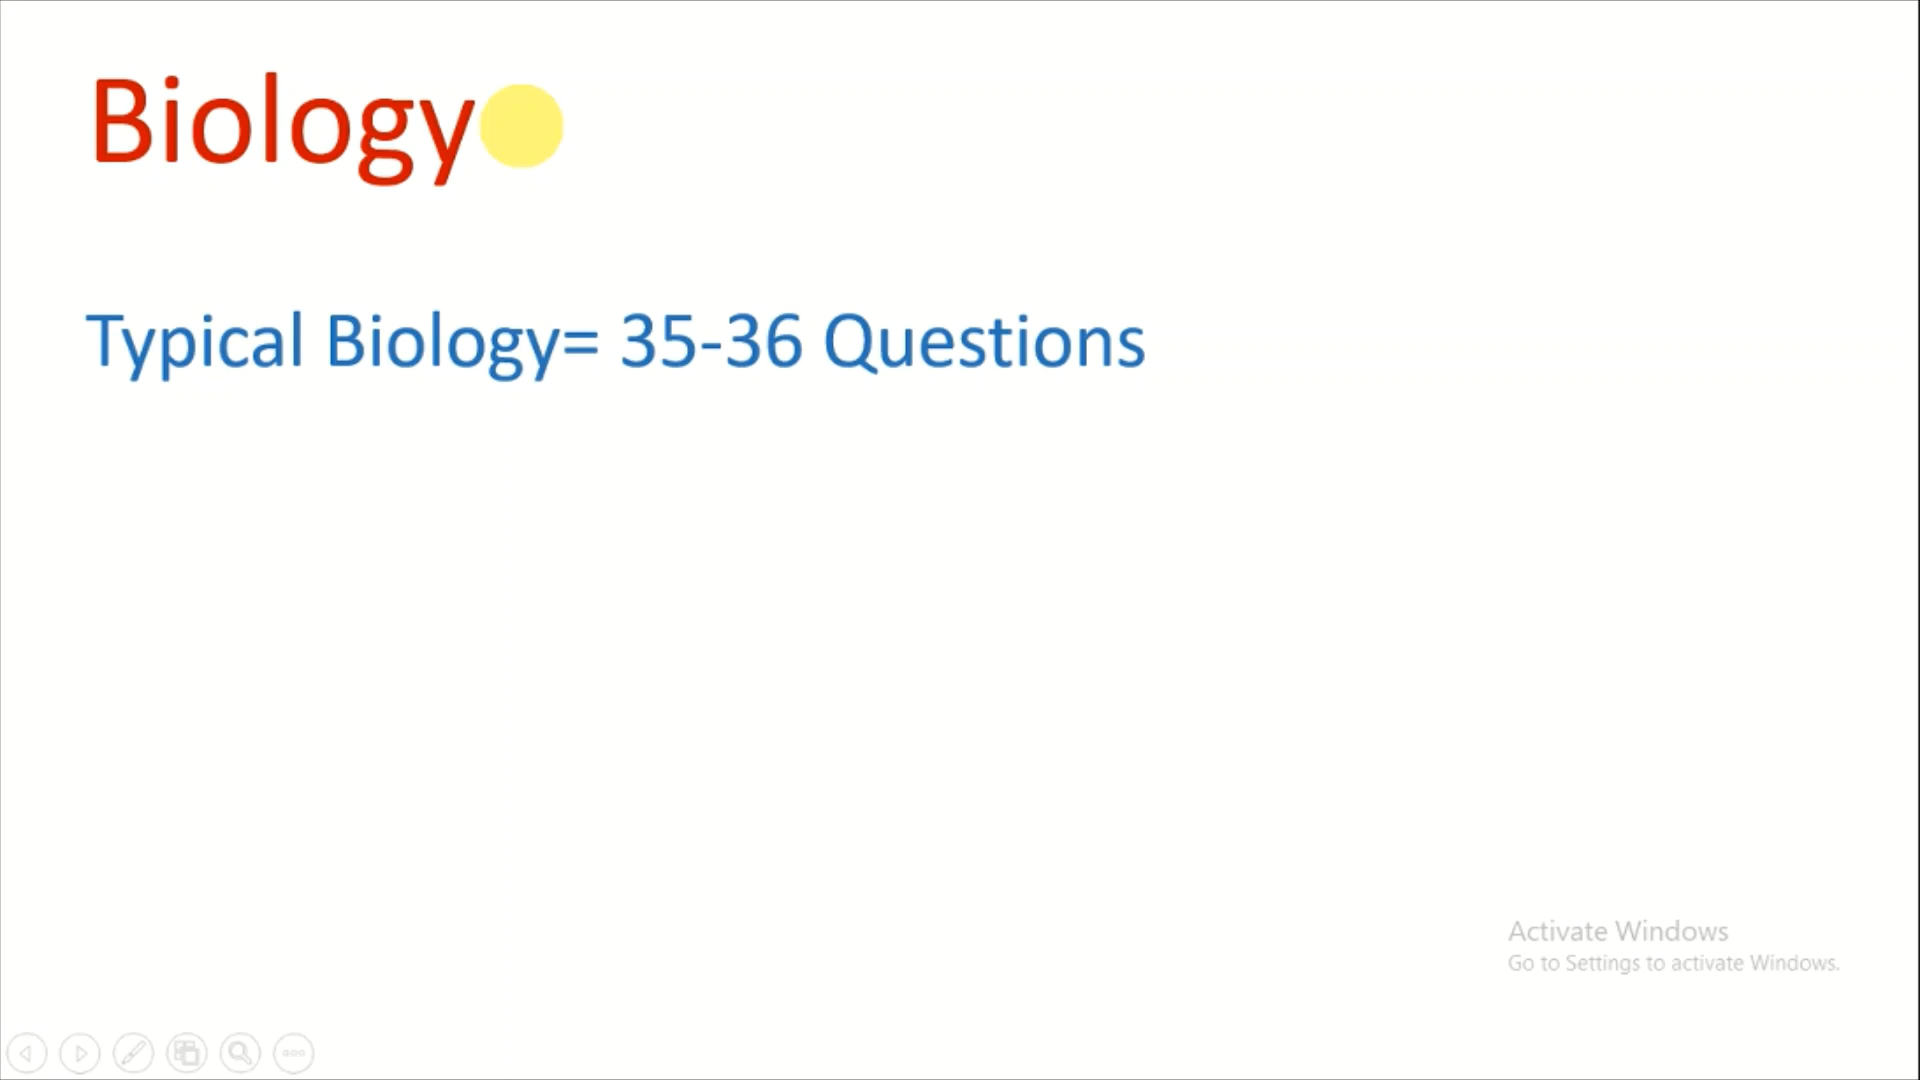 Biology
Typical Biology= 35-36 Questions
Activate Windows
Go to Settings to activate Windows.